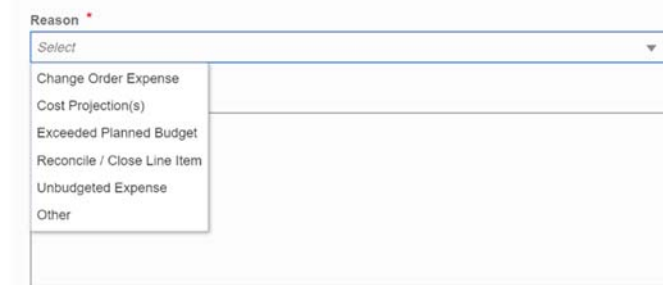 Reason *
Select
Change Order Expense
Cost Projection(s)
Exceeded Planned Budget
Reconcile / Close Line Item
Unbudgeted Expense
Other